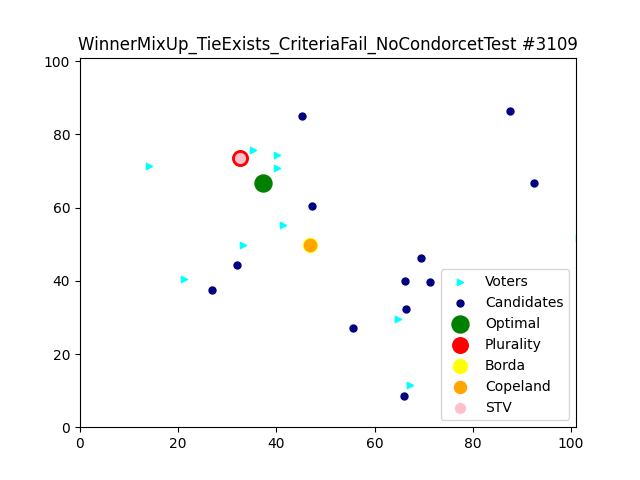 WinnerMixUp_TieExists_CriteriaFail_NoCondorcetTest #3109
100
80
60
40
20
0
0 20 40 60 80 100
Voters
Candidates
Optimal
Plurality
Borda
Copeland
STV